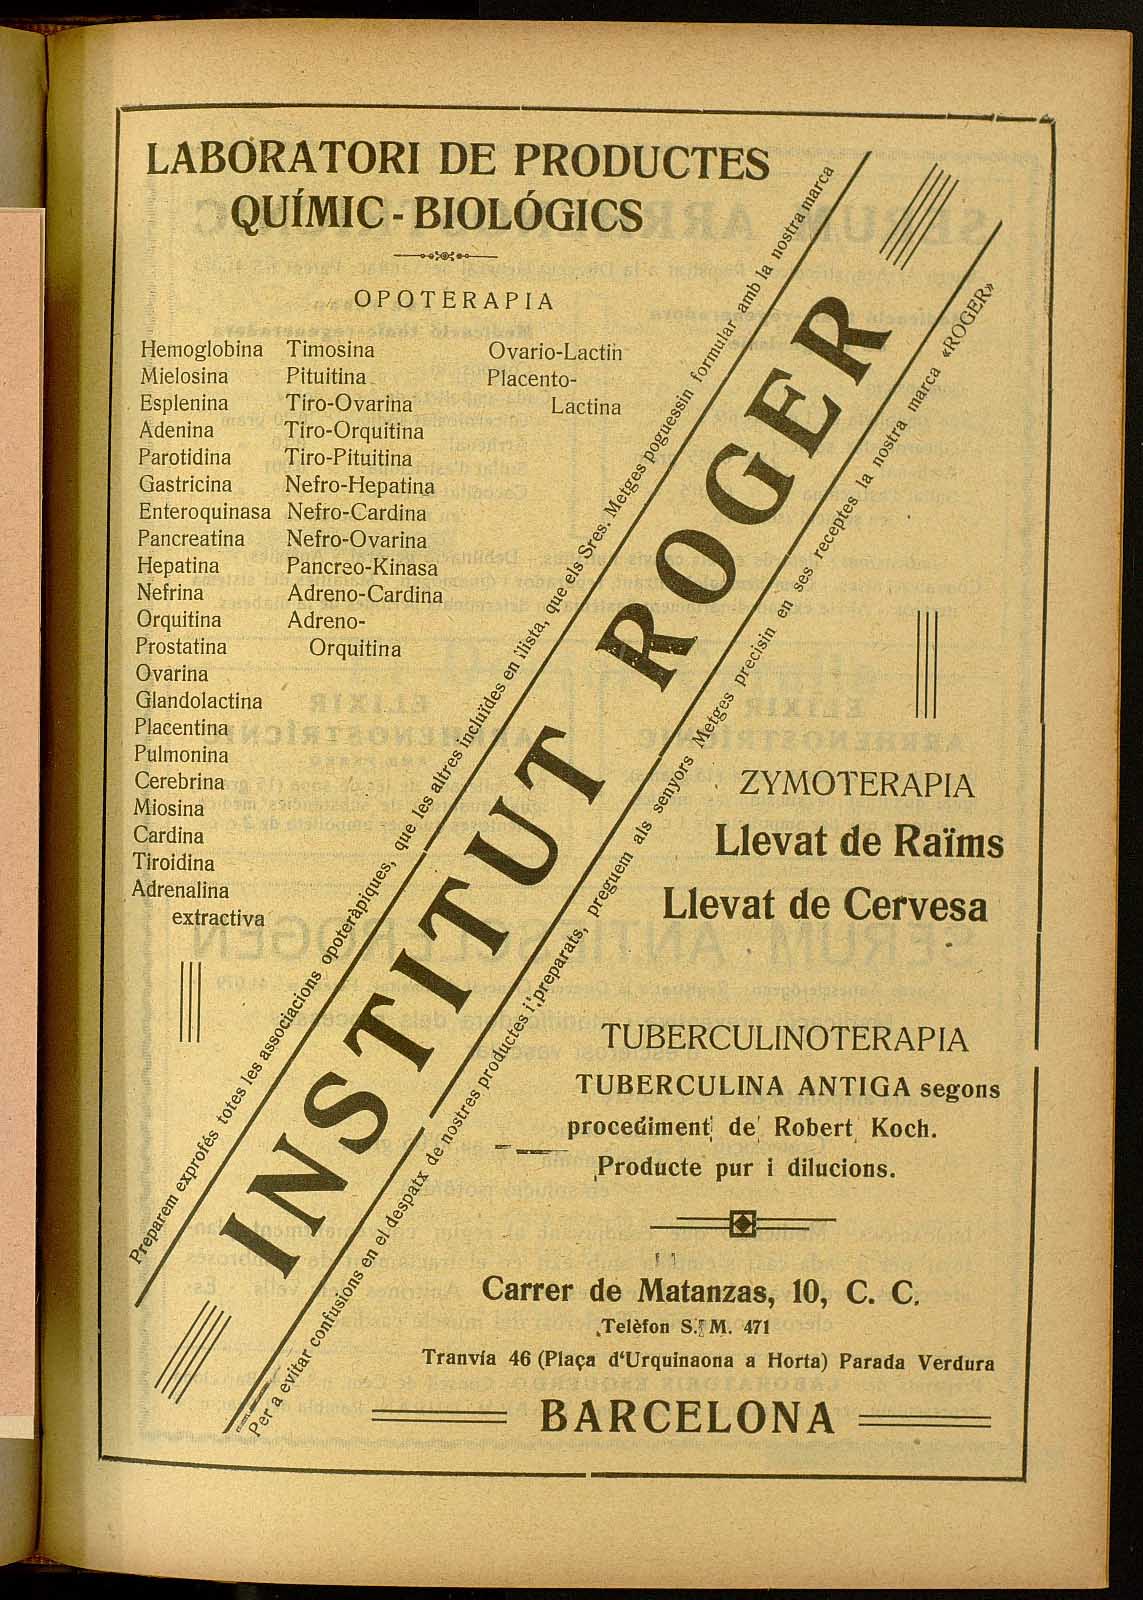 LABORATORI DE PRODUCTES
QUÍMIC-BIOLÓGICS
OPOTERAPIA
Hemoglobina
Mielosina
Esplenina
Adenina
Parotidina
Gastricina
Enteroquinasa
Pancreatina
Hepatina
Nefrina
Orquitina
Prostatina
Ovarina
Glandolactina
Placentina
Pulmonina
Cerebrina
Miosina
Cardina
Tiroidina
Adrenalina
extractiva
Timosina
Pituitina
Tiro-Ovarina
Tiro-Orquitina
Tiro-Pituitina
Nefro-Hepatina
Nefro-Cardina
Nefro-Ovarina
Pancreo-Kinasa
Adreno-Cardina
Adreno-
Orquitina
Ovario-Lactin
Placento-
Lactina
Preparem exprofés totes les associacions opoteràpiques, que les altres incluïdes en llista, que els Sres. Metges poguessin formular amb la nostra marca
INSTITUT ROGER
Per a evitar confusions en el despatx de nostres productes i preparats, preguem als senyors Metges precisin en ses receptes la nostra marca «ROGER»
ZYMOTERAPIA
Llevat de Raïms
Llevat de Cervesa
TUBERCULINOTERAPIA
TUBERCULINA ANTIGA segons
procediment de Robert Koch.
Producte pur i dilucions.
Carrer de Matanzas, 10, C. C.
Telèfon S. M. 471
Tranvía 46 (Plaça d'Urquinaona a Horta) Parada Verdura
BARCELONA